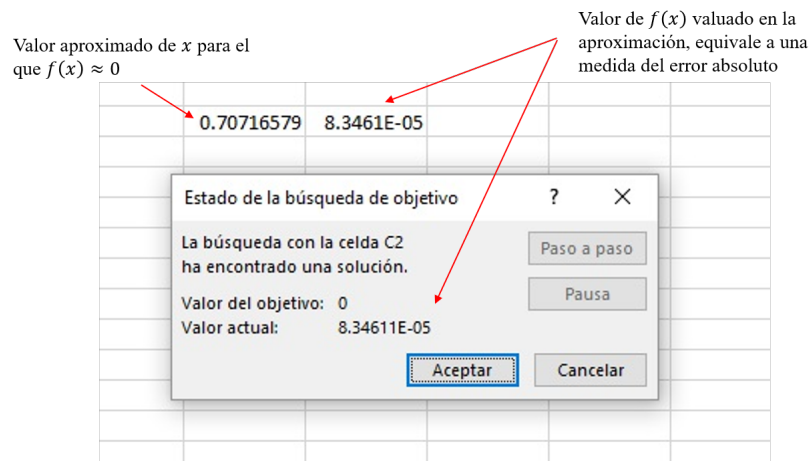 Valor aproximado de x para el
que f(x) ≈ 0
Valor de f(x) valuado en la
aproximación, equivale a una
medida del error absoluto
0.70716579 8.3461E-05
Estado de la búsqueda de objetivo ? ×
La búsqueda con la celda C2
ha encontrado una solución.
Valor del objetivo: 0
Valor actual: 8.34611E-05
Paso a paso
Pausa
Aceptar Cancelar